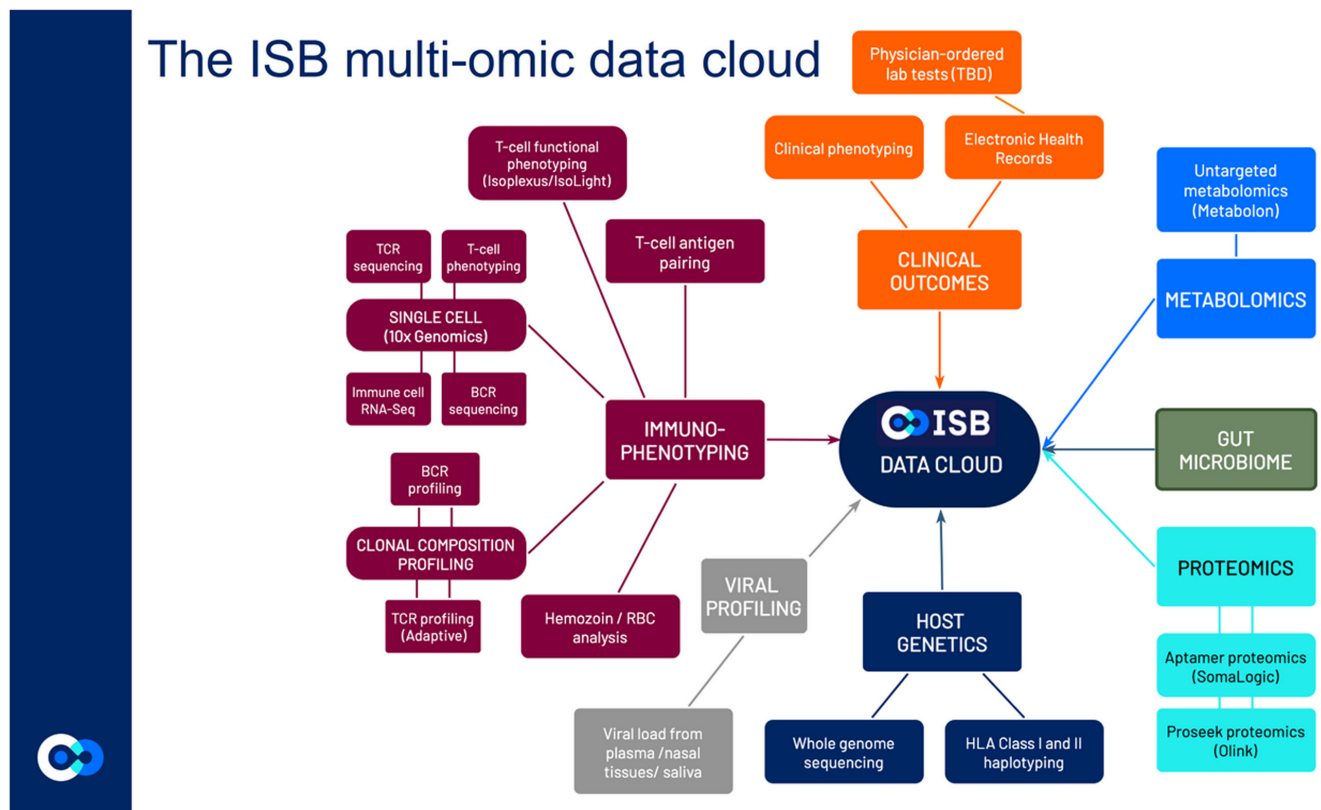 The ISB multi-omic data cloud
Physician-ordered
lab tests (TBD)
Clinical phenotyping
Electronic Health
Records
CLINICAL
OUTCOMES
T-cell functional
phenotyping
(Isoplexus/IsoLight)
T-cell antigen
pairing
TCR
sequencing
T-cell
phenotyping
SINGLE CELL
(10x Genomics)
Immune cell
RNA-Seq
BCR
sequencing
IMMUNO-
PHENOTYPING
BCR
profiling
CLONAL COMPOSITION
PROFILING
TCR profiling
(Adaptive)
Hemozoin / RBC
analysis
ISB
DATA CLOUD
Untargeted
metabolomics
(Metabolon)
METABOLOMICS
GUT
MICROBIOME
PROTEOMICS
Aptamer proteomics
(SomaLogic)
Proseek proteomics
(Olink)
VIRAL
PROFILING
Viral load from
plasma /nasal
tissues/ saliva
HOST
GENETICS
Whole genome
sequencing
HLA Class I and II
haplotyping